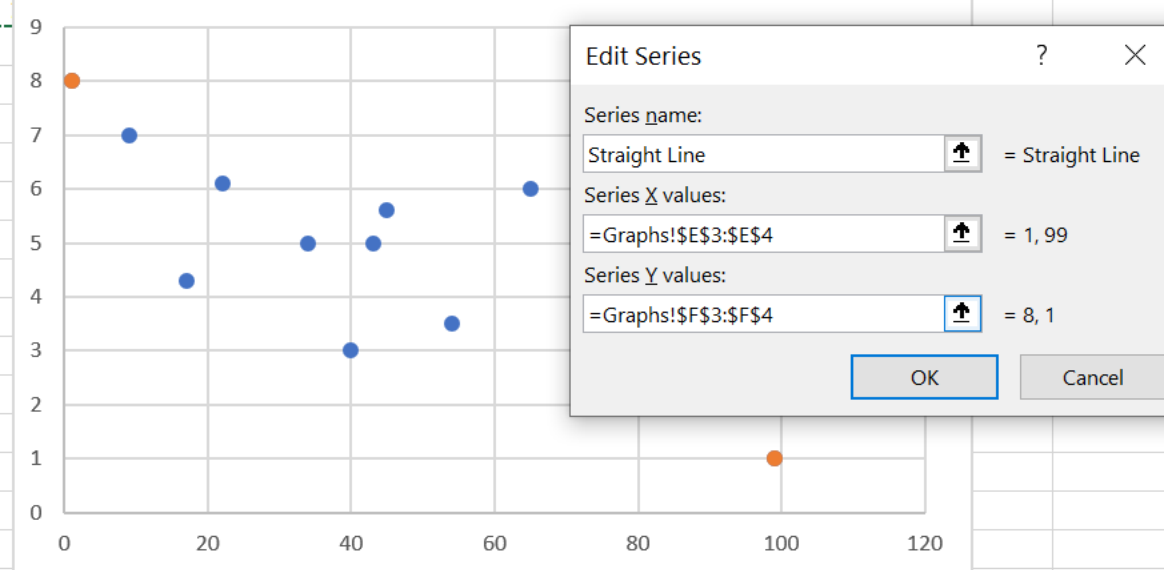 9
8
7
6
5
4
3
2
1
0
0 20 40 60 80 100 120
Edit Series ?
Series name:
Straight Line = Straight Line
Series X values:
=Graphs!$E$3:$E$4 = 1, 99
Series Y values:
=Graphs!$F$3:$F$4 = 8, 1
OK Cancel